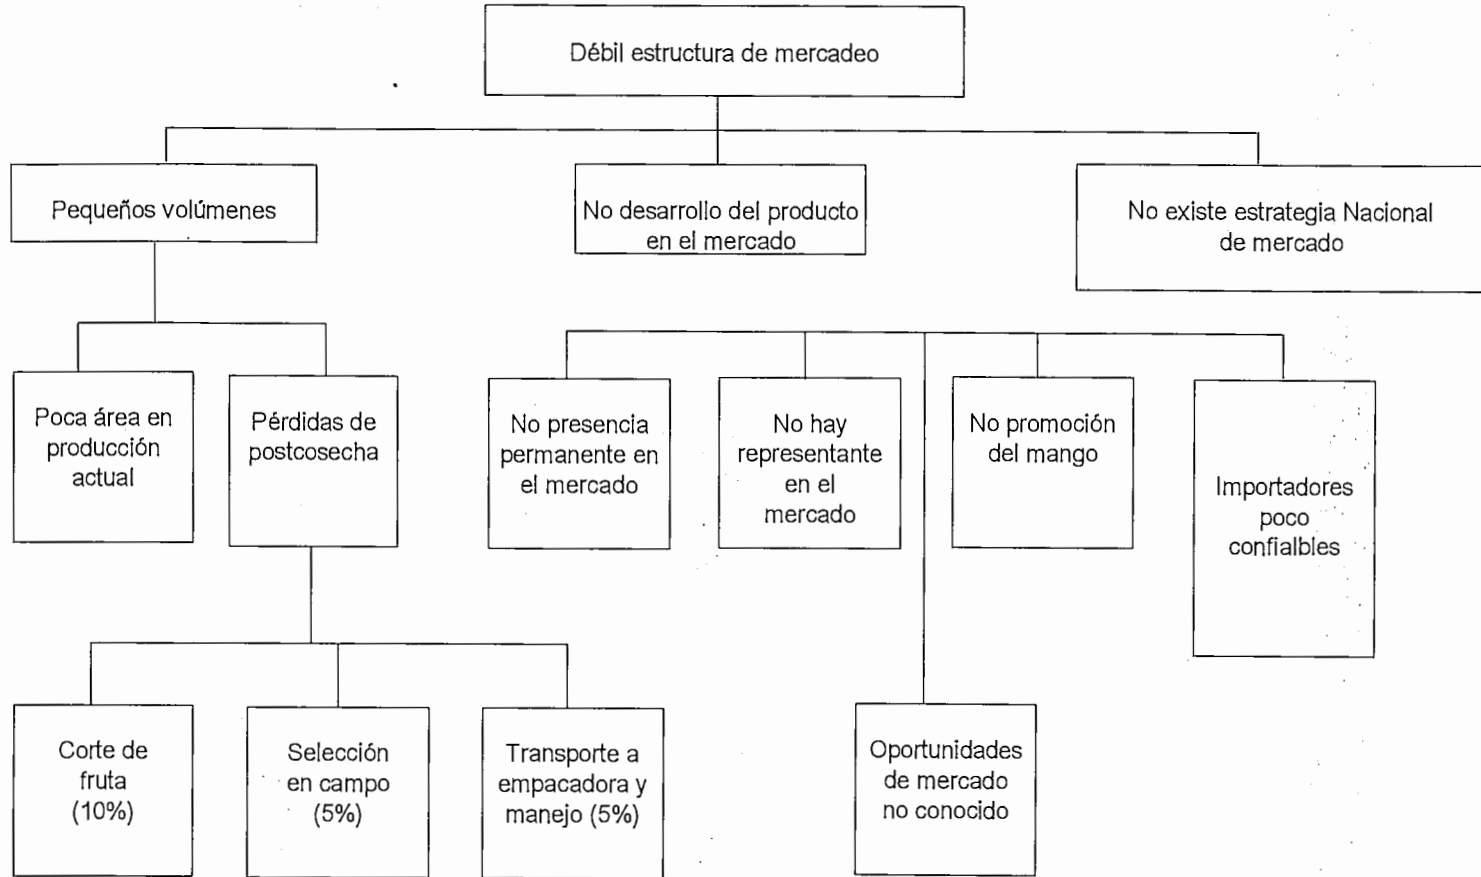 Débil estructura de mercadeo
Pequeños volúmenes
No desarrollo del producto
en el mercado
No existe estrategia Nacional
de mercado
Poca área en
producción
actual
Pérdidas de
postcosecha
No presencia
permanente en
el mercado
No hay
representante
en el
mercado
No promoción
del mango
Importadores
poco
confialbles
Corte de
fruta
(10%)
Selección
en campo
(5%)
Transporte a
empacadora y
manejo (5%)
Oportunidades
de mercado
no conocido